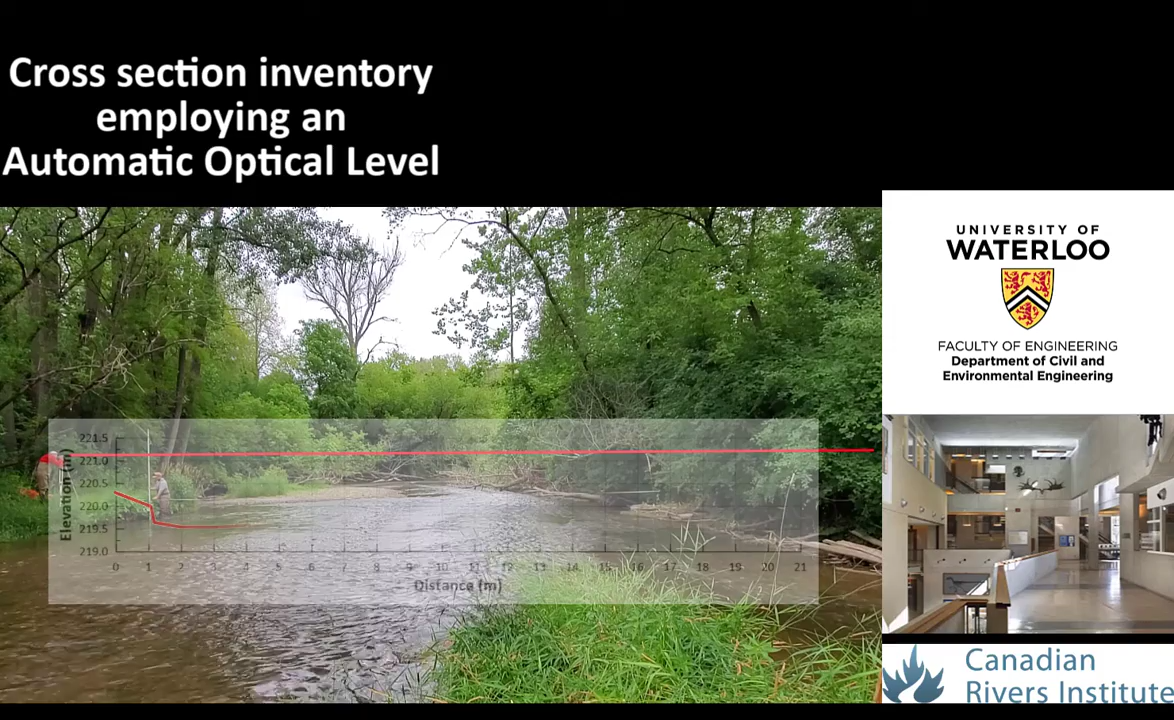 Cross section inventory
employing an
Automatic Optical Level
UNIVERSITY OF
WATERLOO
FACULTY OF ENGINEERING
Department of Civil and
Environmental Engineering
221.5
221.0
220.5
220.0
219.5
219.0
Elevation (m)
0 1 2 3 4 5 6 7 8 9 10 11 12 13 14 15 16 17 18 19 20 21
Distance (m)
Canadian
Rivers Institute